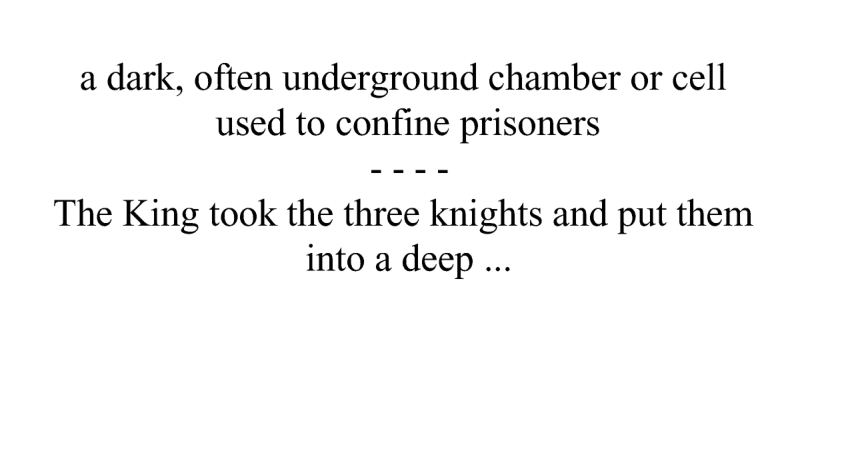 a dark, often underground chamber or cell
used to confine prisoners
- - - -
The King took the three knights and put them
into a deep ...